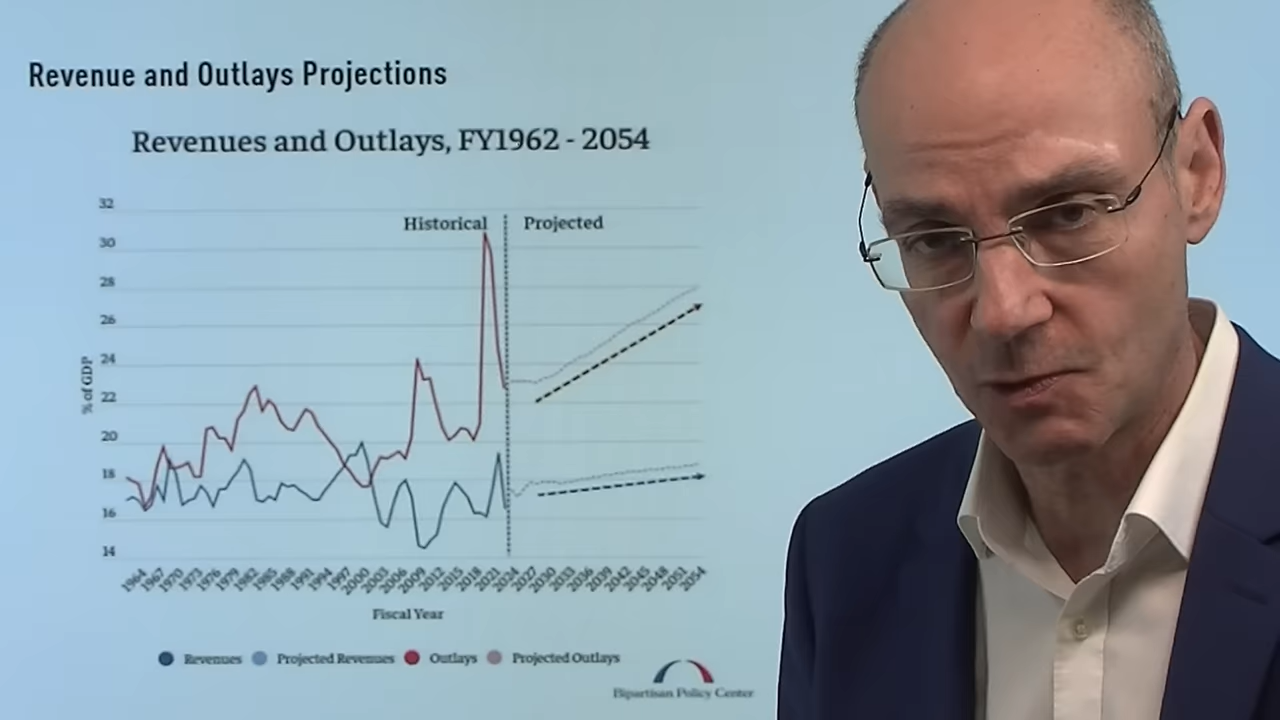 Revenue and Outlays Projections
Revenues and Outlays, FY1962 - 2054
32
Historical
Projected
30
28
26
24
22
20
18
16
14
% of GDP
1964 1967 1970 1973 1976 1979 1982 1985 1988 1991 1994 1997 2000 2003 2006 2009 2012 2015 2018 2021 2024 2027 2030 2033 2036 2039 2042 2045 2048 2051 2054
Fiscal Year
Revenues Projected Revenues Outlays Projected Outlays
Bipartisan Policy Center